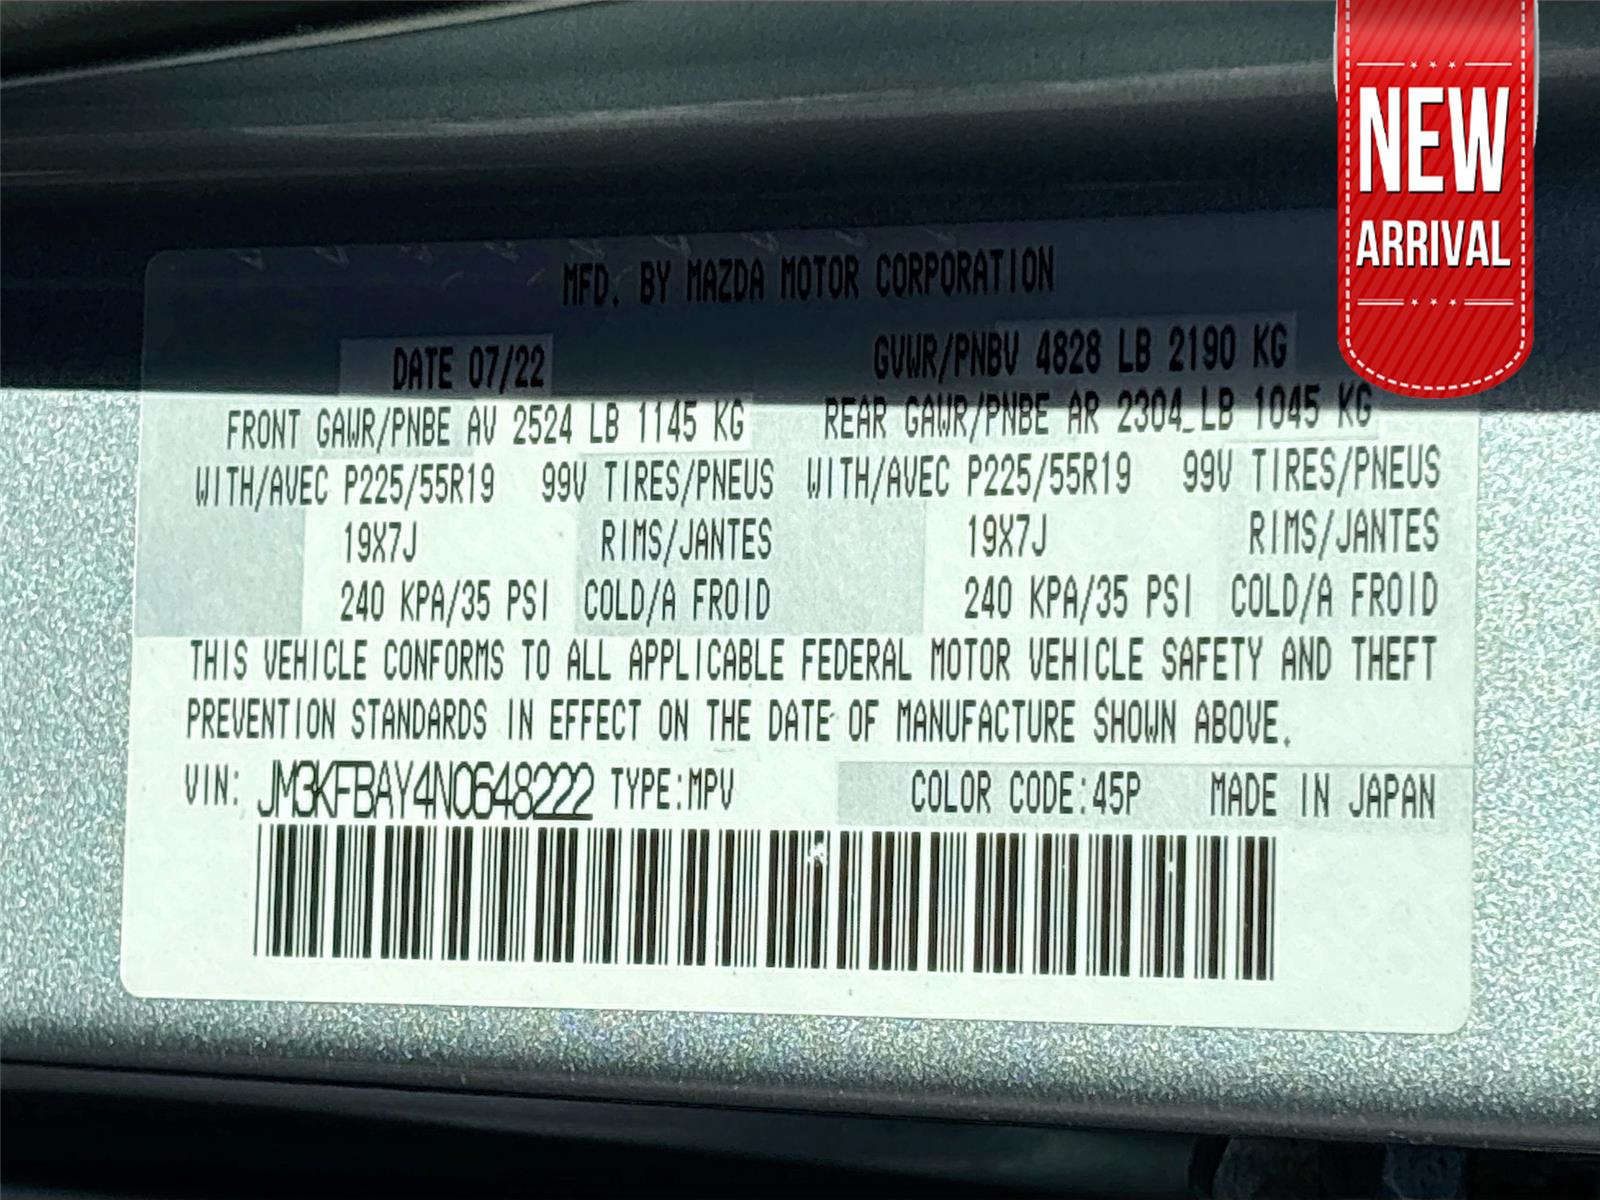 NEW
ARRIVAL
MFD. BY MAZDA MOTOR CORPORATION
DATE 07/22 GVWR/PNBV 4828 LB 2190 KG
FRONT GAWR/PNBE AV 2524 LB 1145 KG REAR GAWR/PNBE AR 2304 LB 1045 KG
WITH/AVEC P225/55R19 99V TIRES/PNEUS WITH/AVEC P225/55R19 99V TIRES/PNEUS
19X7J RIMS/JANTES 19X7J RIMS/JANTES
240 KPA/35 PSI COLD/A FROID 240 KPA/35 PSI COLD/A FROID
THIS VEHICLE CONFORMS TO ALL APPLICABLE FEDERAL MOTOR VEHICLE SAFETY AND THEFT
PREVENTION STANDARDS IN EFFECT ON THE DATE OF MANUFACTURE SHOWN ABOVE.
VIN: JM3KFBAY4N0648222 TYPE:MPV COLOR CODE:45P MADE IN JAPAN